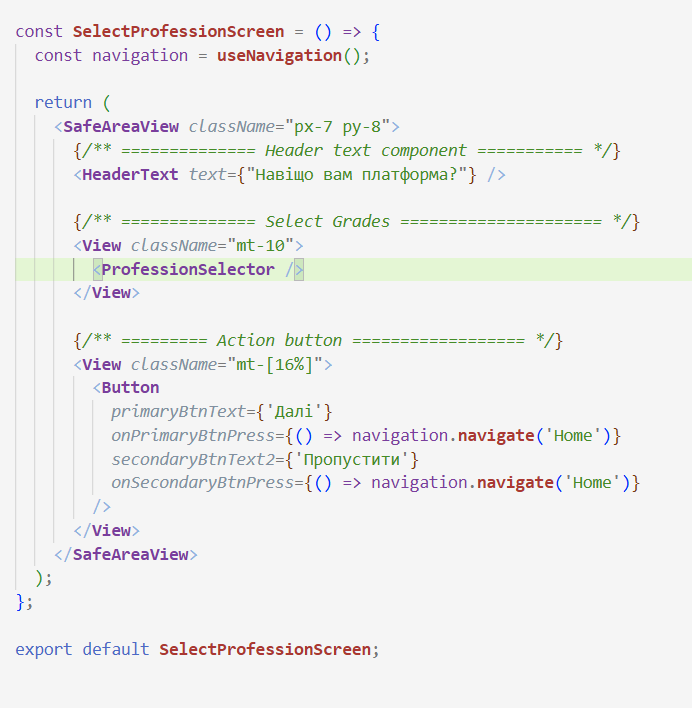 const SelectProfessionScreen = () => {
  const navigation = useNavigation();

  return (
    <SafeAreaView className="px-7 py-8">
      {/** ============== Header text component =========== */}
      <HeaderText text={"Навіщо вам платформа?"} />

      {/** ============== Select Grades ===================== */}
      <View className="mt-10">
        <ProfessionSelector />
      </View>

      {/** ========= Action button ================== */}
      <View className="mt-[16%]">
        <Button
          primaryBtnText={'Далі'}
          onPrimaryBtnPress={() => navigation.navigate('Home')}
          secondaryBtnText2={'Пропустити'}
          onSecondaryBtnPress={() => navigation.navigate('Home')}
        />
      </View>
    </SafeAreaView>
  );
};

export default SelectProfessionScreen;